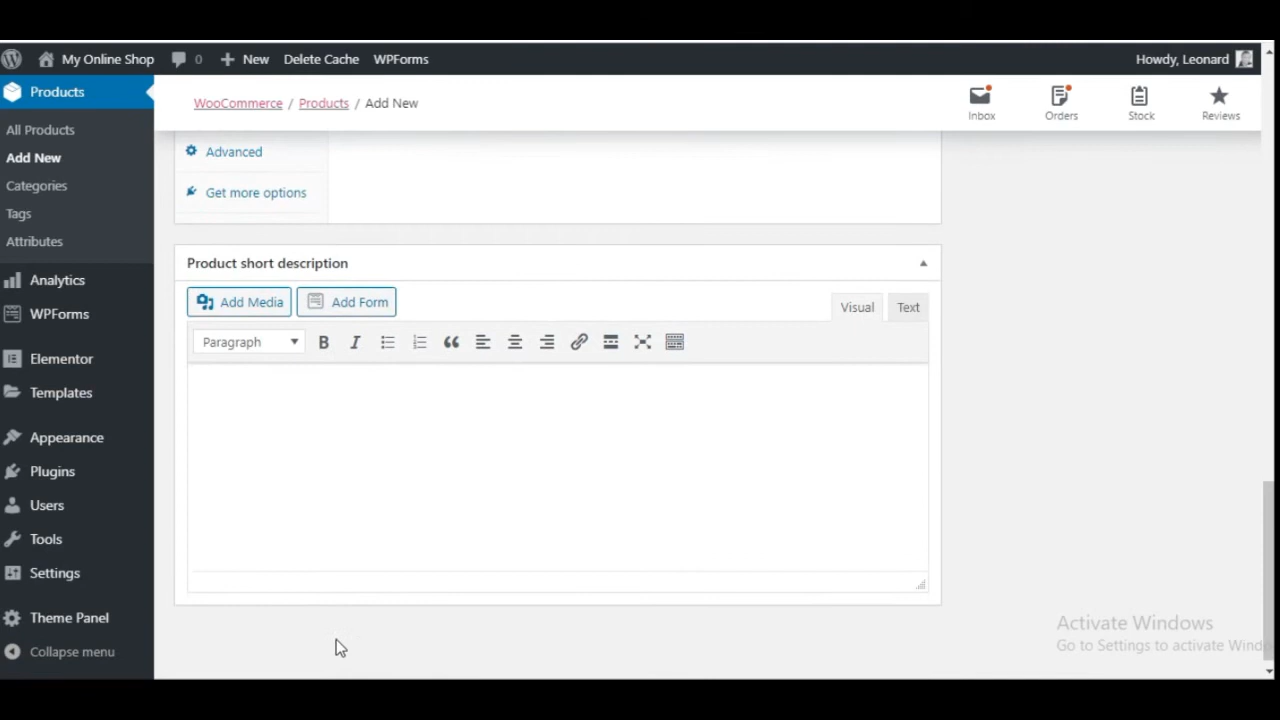 My Online Shop 0 New Delete Cache WPForms Howdy, Leonard
Products
All Products
Add New
Categories
Tags
Attributes
Analytics
WPForms
Elementor
Templates
Appearance
Plugins
Users
Tools
Settings
Theme Panel
Collapse menu
WooCommerce / Products / Add New
Inbox Orders Stock Reviews
Advanced
Get more options
Product short description
Add Media Add Form
Visual Text
Paragraph B I
Activate Windows
Go to Settings to activate Windo